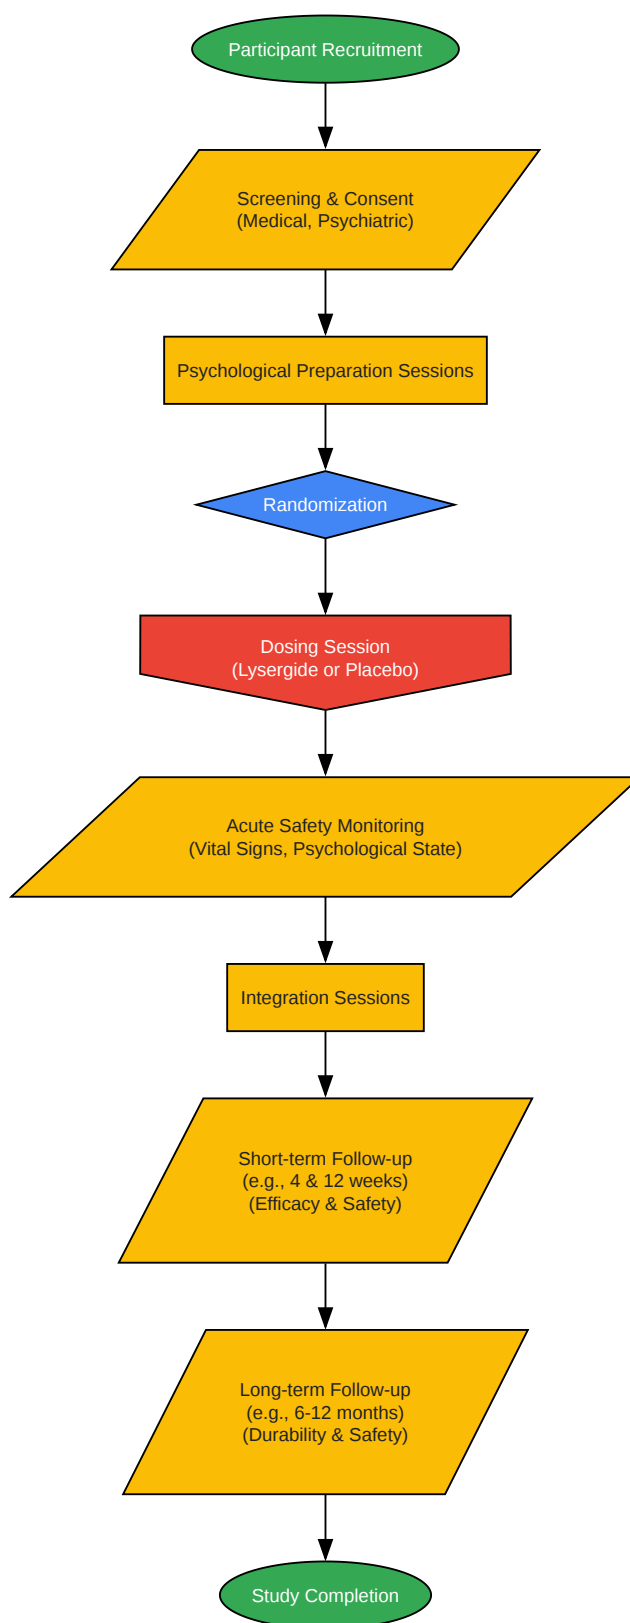 Participant Recruitment
Screening & Consent
(Medical, Psychiatric)
Psychological Preparation Sessions
Randomization
Dosing Session
(Lysergide or Placebo)
Acute Safety Monitoring
(Vital Signs, Psychological State)
Integration Sessions
Short-term Follow-up
(e.g., 4 & 12 weeks)
(Efficacy & Safety)
Long-term Follow-up
(e.g., 6-12 months)
(Durability & Safety)
Study Completion